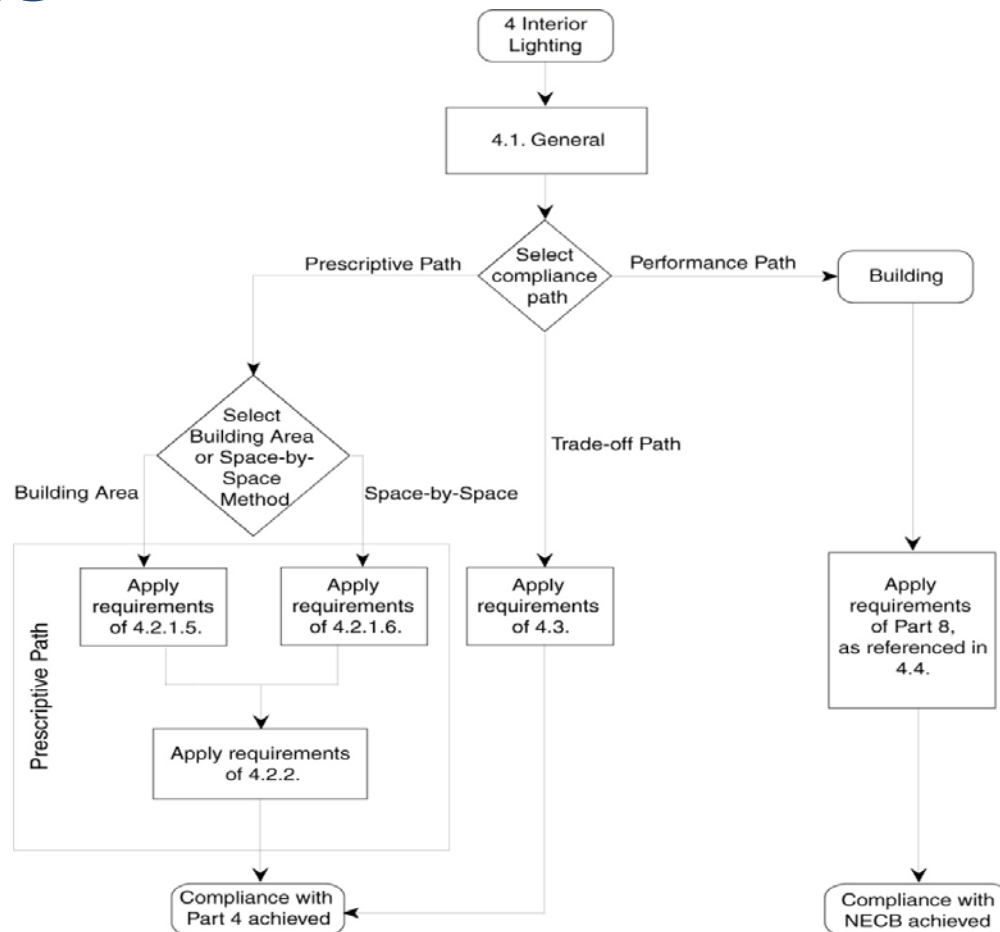 4 Interior
Lighting
4.1. General
Select
compliance
path
Prescriptive Path
Performance Path
Building
Select
Building Area
or Space-by-
Space
Method
Trade-off Path
Building Area
Space-by-Space
Apply
requirements
of 4.2.1.5.
Apply
requirements
of 4.2.1.6.
Apply
requirements
of 4.3.
Apply
requirements
of Part 8,
as referenced in
4.4.
Prescriptive Path
Apply requirements
of 4.2.2.
Compliance with
Part 4 achieved
Compliance with
NECB achieved